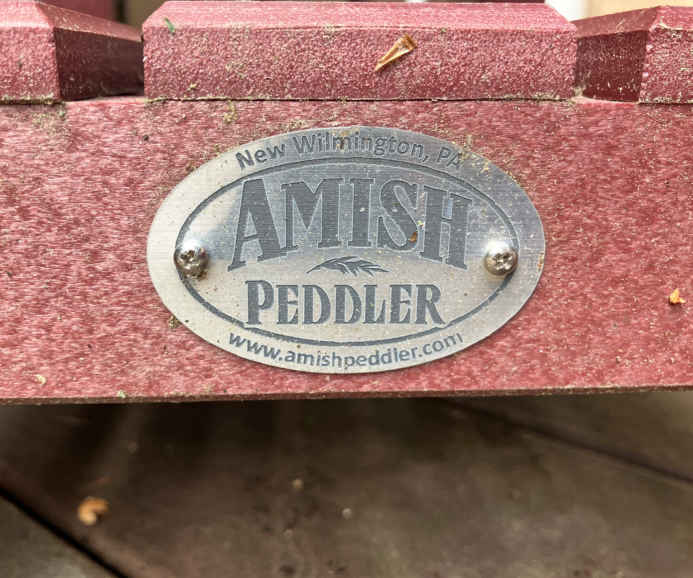 New Wilmington, PA
AMISH
PEDDLER
www.amishpeddler.com